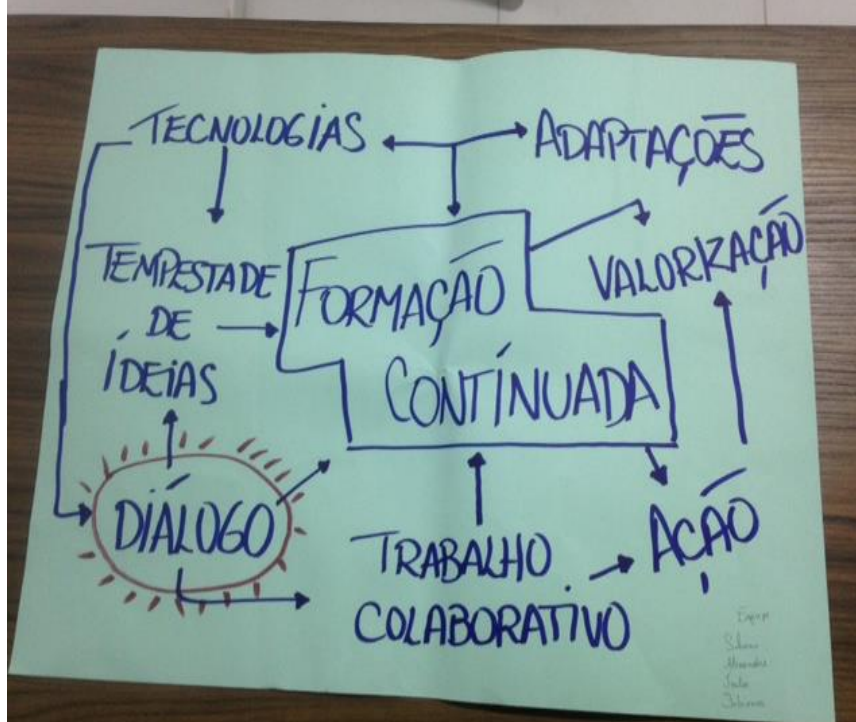 TECNOLOGIAS
ADAPTAÇÕES
TEMPESTADE
DE
IDEIAS
FORMAÇÃO
CONTINUADA
VALORIZAÇÃO
DIÁLOGO
TRABALHO
COLABORATIVO
AÇÃO